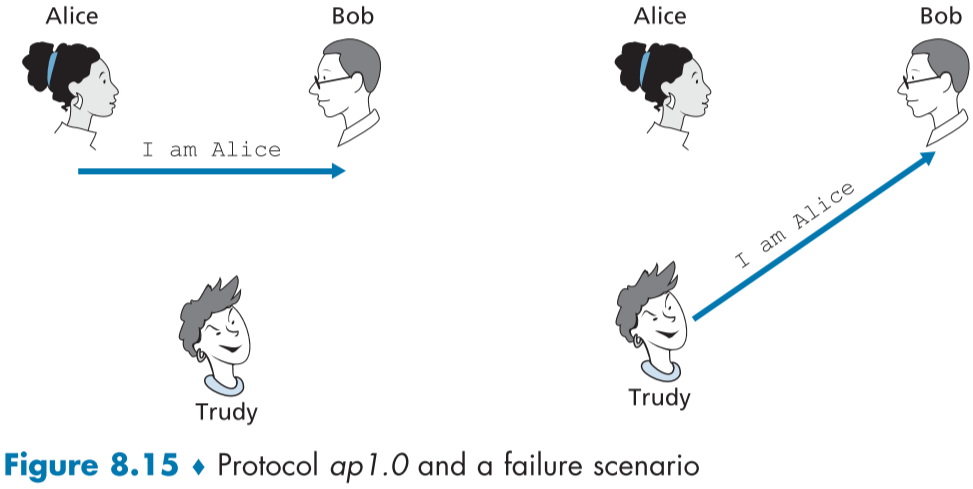 Alice
Bob
I am Alice
Trudy
Alice
Bob
I am Alice
Trudy
Figure 8.15 ♦ Protocol ap1.0 and a failure scenario